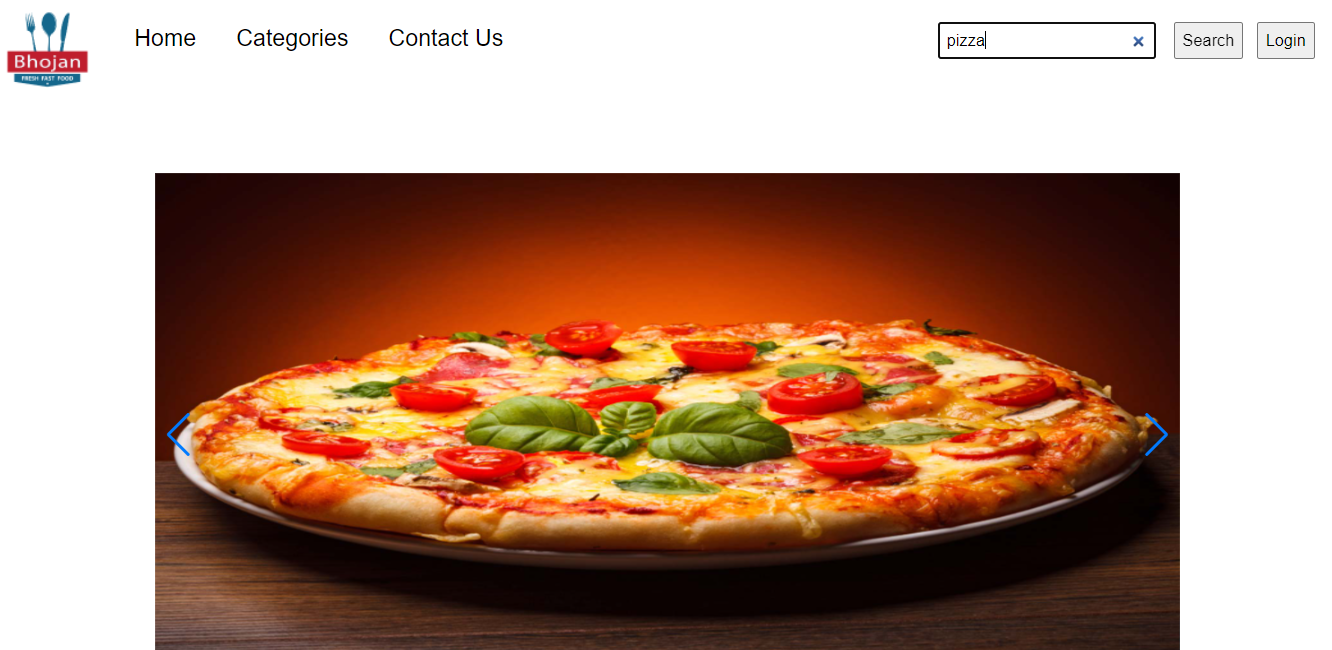 Bhojan
FRESH FAST FOOD
Home
Categories
Contact Us
pizza
Search
Login